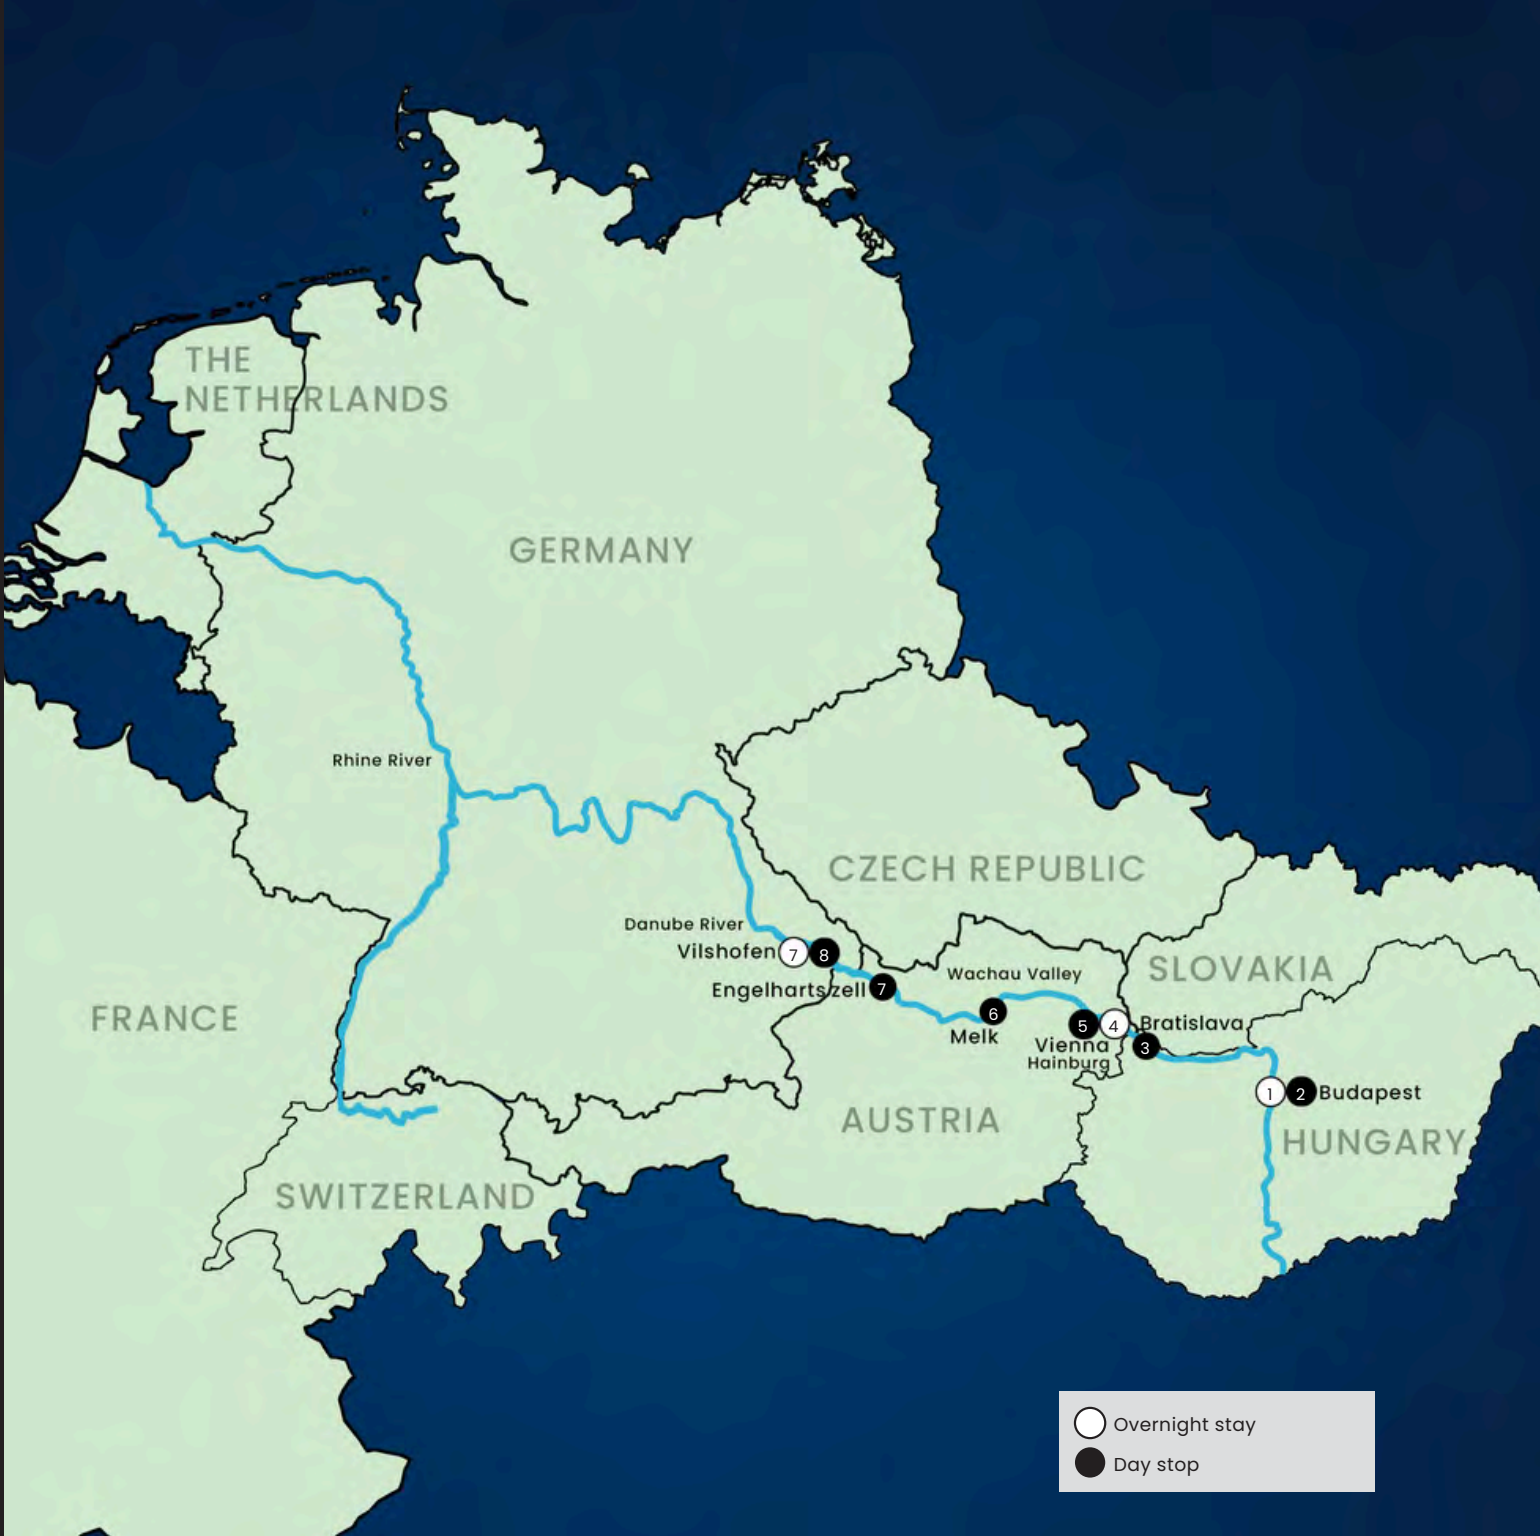 THE
NETHERLANDS
GERMANY
Rhine River
CZECH REPUBLIC
Danube River
Vilshofen 7 8
SLOVAKIA
Wachau Valley
Engelhartszell 7
FRANCE
6
Melk
5 4 Bratislava
Vienna 3
Hainburg
1 2 Budapest
AUSTRIA
HUNGARY
SWITZERLAND
Overnight stay
Day stop